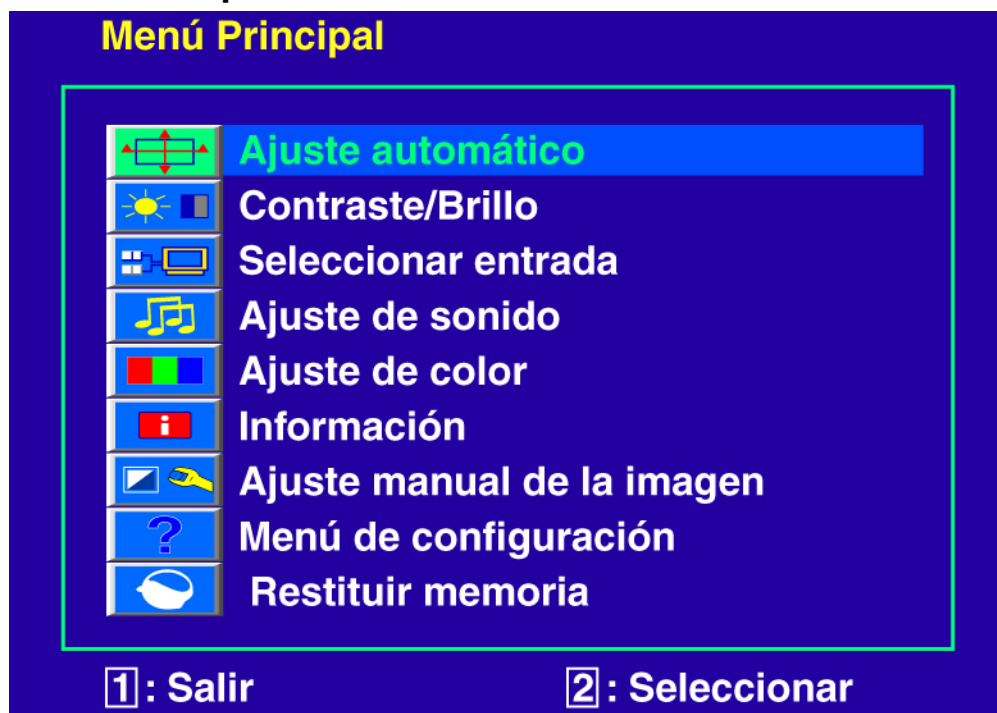 Menú Principal
Ajuste automático
Contraste/Brillo
Seleccionar entrada
Ajuste de sonido
Ajuste de color
Información
Ajuste manual de la imagen
Menú de configuración
Restituir memoria
1: Salir 2: Seleccionar